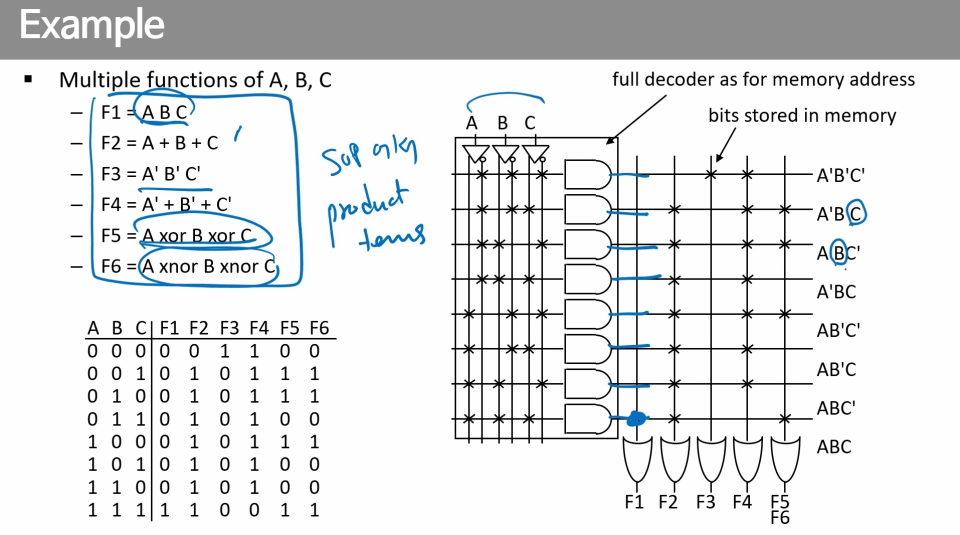 Example
▪ Multiple functions of A, B, C
– F1 = A B C
– F2 = A + B + C
– F3 = A' B' C'
– F4 = A' + B' + C'
– F5 = A xor B xor C
– F6 = A xnor B xnor C
SOP
product
terms
A B C F1 F2 F3 F4 F5 F6
0 0 0 0 0 1 1 0 0
0 0 1 0 1 0 1 1 1
0 1 0 0 1 0 1 1 1
0 1 1 0 1 0 1 0 0
1 0 0 0 1 0 1 1 1
1 0 1 0 1 0 1 0 0
1 1 0 0 1 0 1 0 0
1 1 1 1 1 0 0 1 1
full decoder as for memory address
bits stored in memory
A B C
A'B'C'
A'B C
A(BC'
A'BC
AB'C'
AB'C
ABC'
ABC
F1 F2 F3 F4 F5
F6